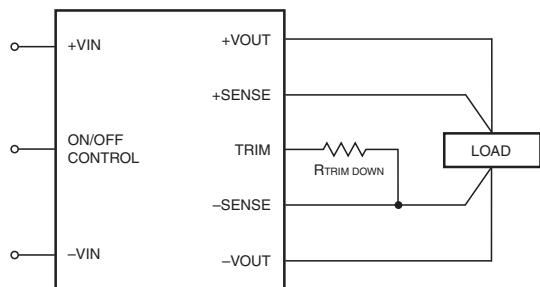 +VIN
+VOUT
+SENSE
ON/OFF
CONTROL
TRIM
RTRIM DOWN
LOAD
−SENSE
−VIN
−VOUT